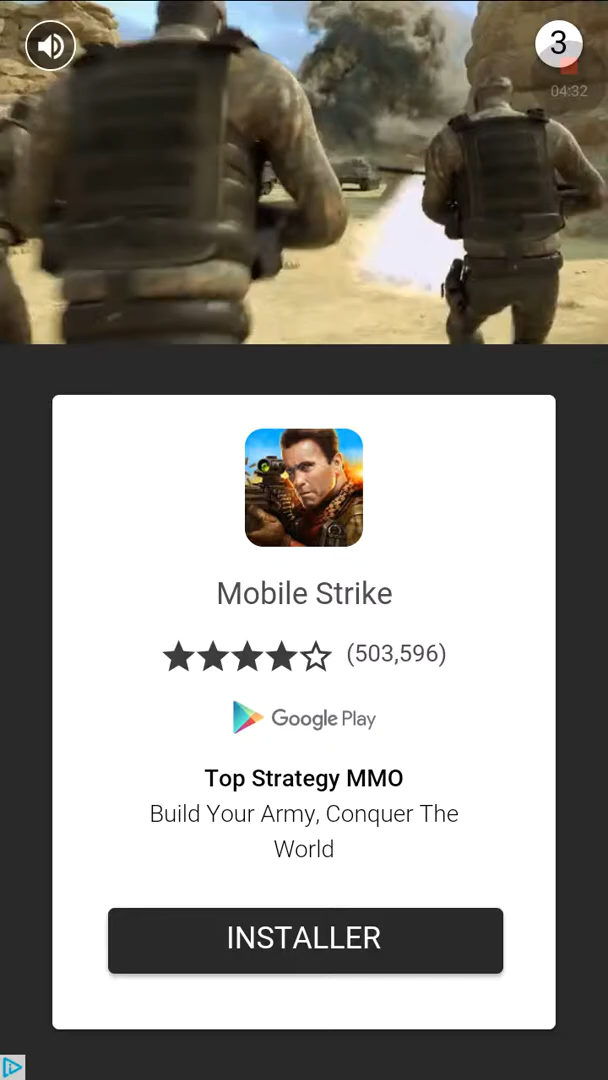 3
04:32
Mobile Strike
(503,596)
Google Play
Top Strategy MMO
Build Your Army, Conquer The
World
INSTALLER